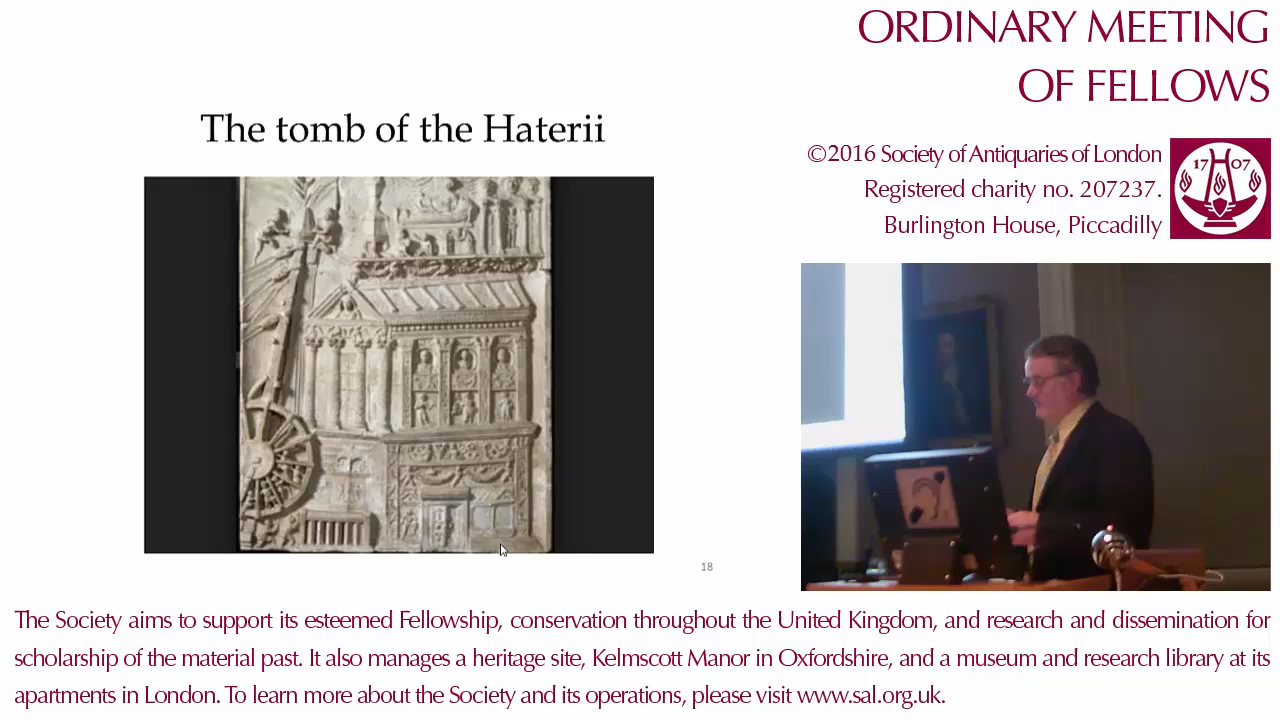 ORDINARY MEETING
OF FELLOWS
The tomb of the Haterii
©2016 Society of Antiquaries of London
Registered charity no. 207237.
Burlington House, Piccadilly
17 07
18
The Society aims to support its esteemed Fellowship, conservation throughout the United Kingdom, and research and dissemination for
scholarship of the material past. It also manages a heritage site, Kelmscott Manor in Oxfordshire, and a museum and research library at its
apartments in London. To learn more about the Society and its operations, please visit www.sal.org.uk.